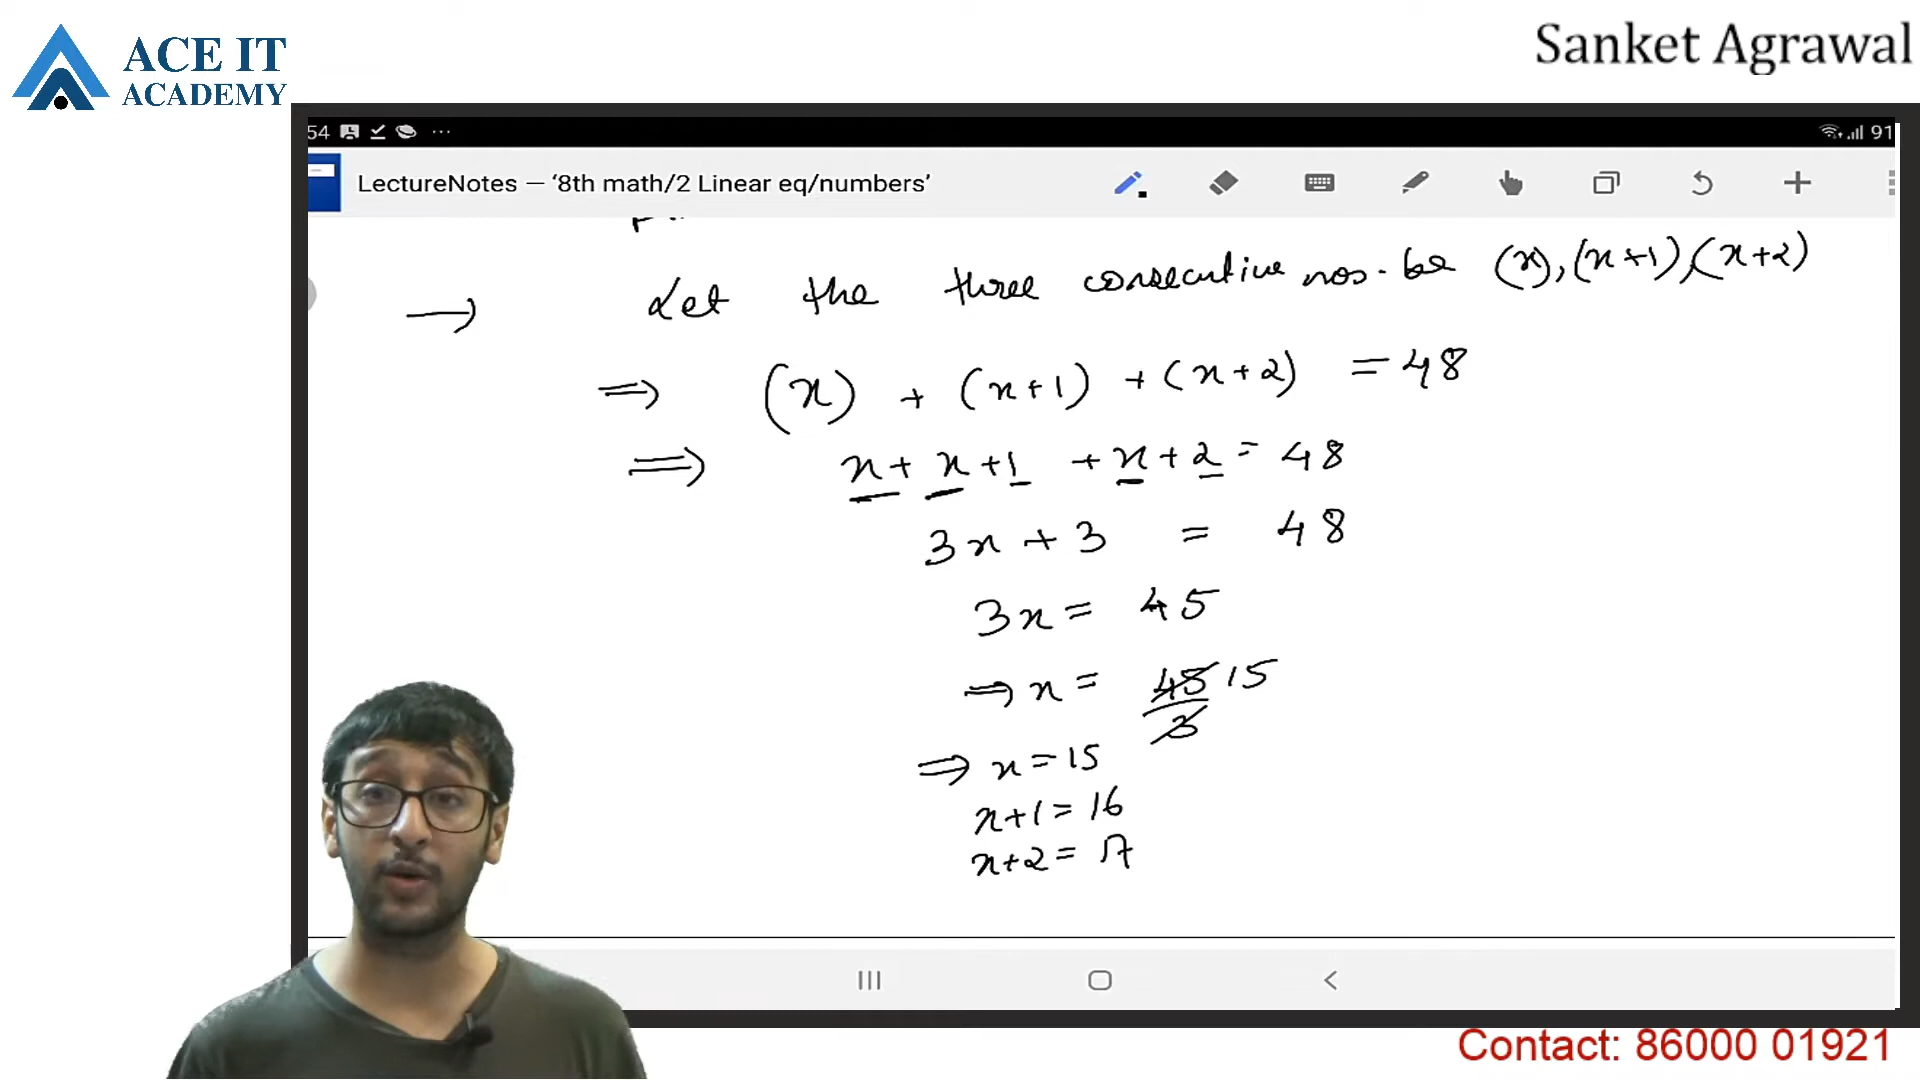 ACE IT
ACADEMY
Sanket Agrawal
54 ... 91
LectureNotes — ‘8th math/2 Linear eq/numbers’
Let the three consecutive nos. be (x), (x+1), (x+2)
⇒ (x) + (x+1) + (x+2) = 48
⇒ x + x + 1 + x + 2 = 48
3x + 3 = 48
3x = 45
⇒ x = 45/3 15
⇒ x = 15
x+1 = 16
x+2 = 17
Contact: 86000 01921